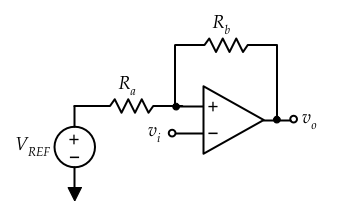 R_b
R_a
+
v_i
−
v_o
V_REF
+
−